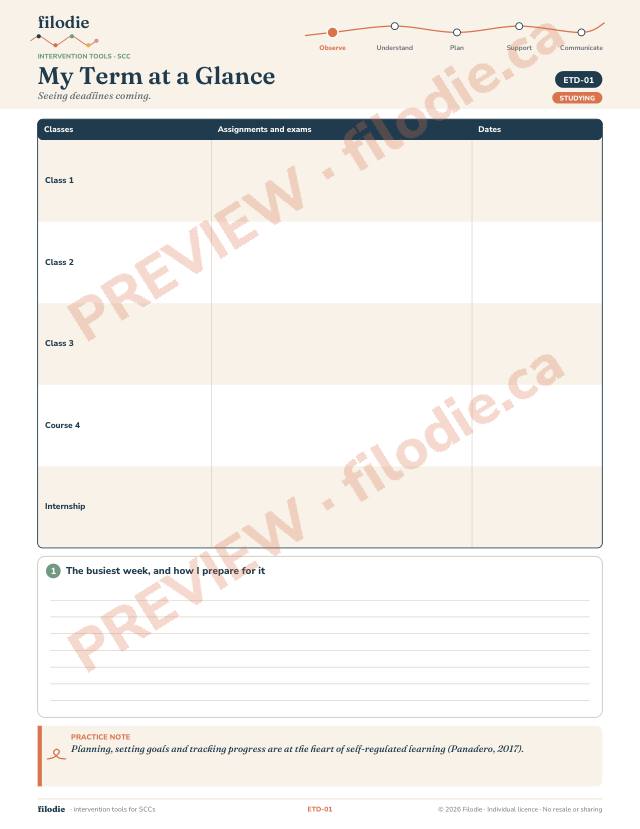 filodie
Observe Understand Plan Support Communicate
INTERVENTION TOOLS · SCC
My Term at a Glance
Seeing deadlines coming.
ETD-01
STUDYING
Classes Assignments and exams Dates
Class 1
Class 2
Class 3
Course 4
Internship
PREVIEW · filodie.ca
PREVIEW · filodie.ca
1 The busiest week, and how I prepare for it
PRACTICE NOTE
Planning, setting goals and tracking progress are at the heart of self-regulated learning (Panadero, 2017).
filodie · intervention tools for SCCs ETD-01 © 2026 Filodie · Individual licence · No resale or sharing